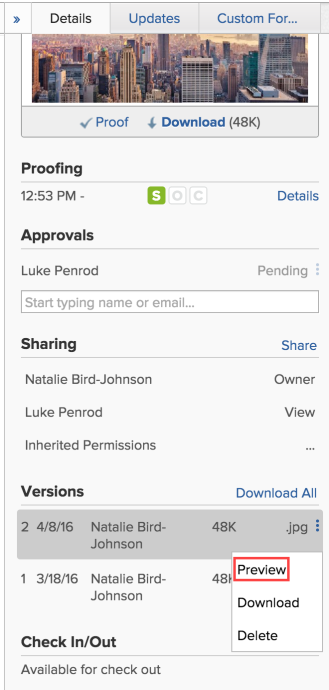 » Details Updates Custom For...
Proof Download (48K)
Proofing
12:53 PM - S O C Details
Approvals
Luke Penrod Pending
Start typing name or email...
Sharing Share
Natalie Bird-Johnson Owner
Luke Penrod View
Inherited Permissions ...
Versions Download All
2 4/8/16 Natalie Bird- 48K .jpg
Johnson
1 3/18/16 Natalie Bird- 48K
Johnson
Preview
Download
Delete
Check In/Out
Available for check out